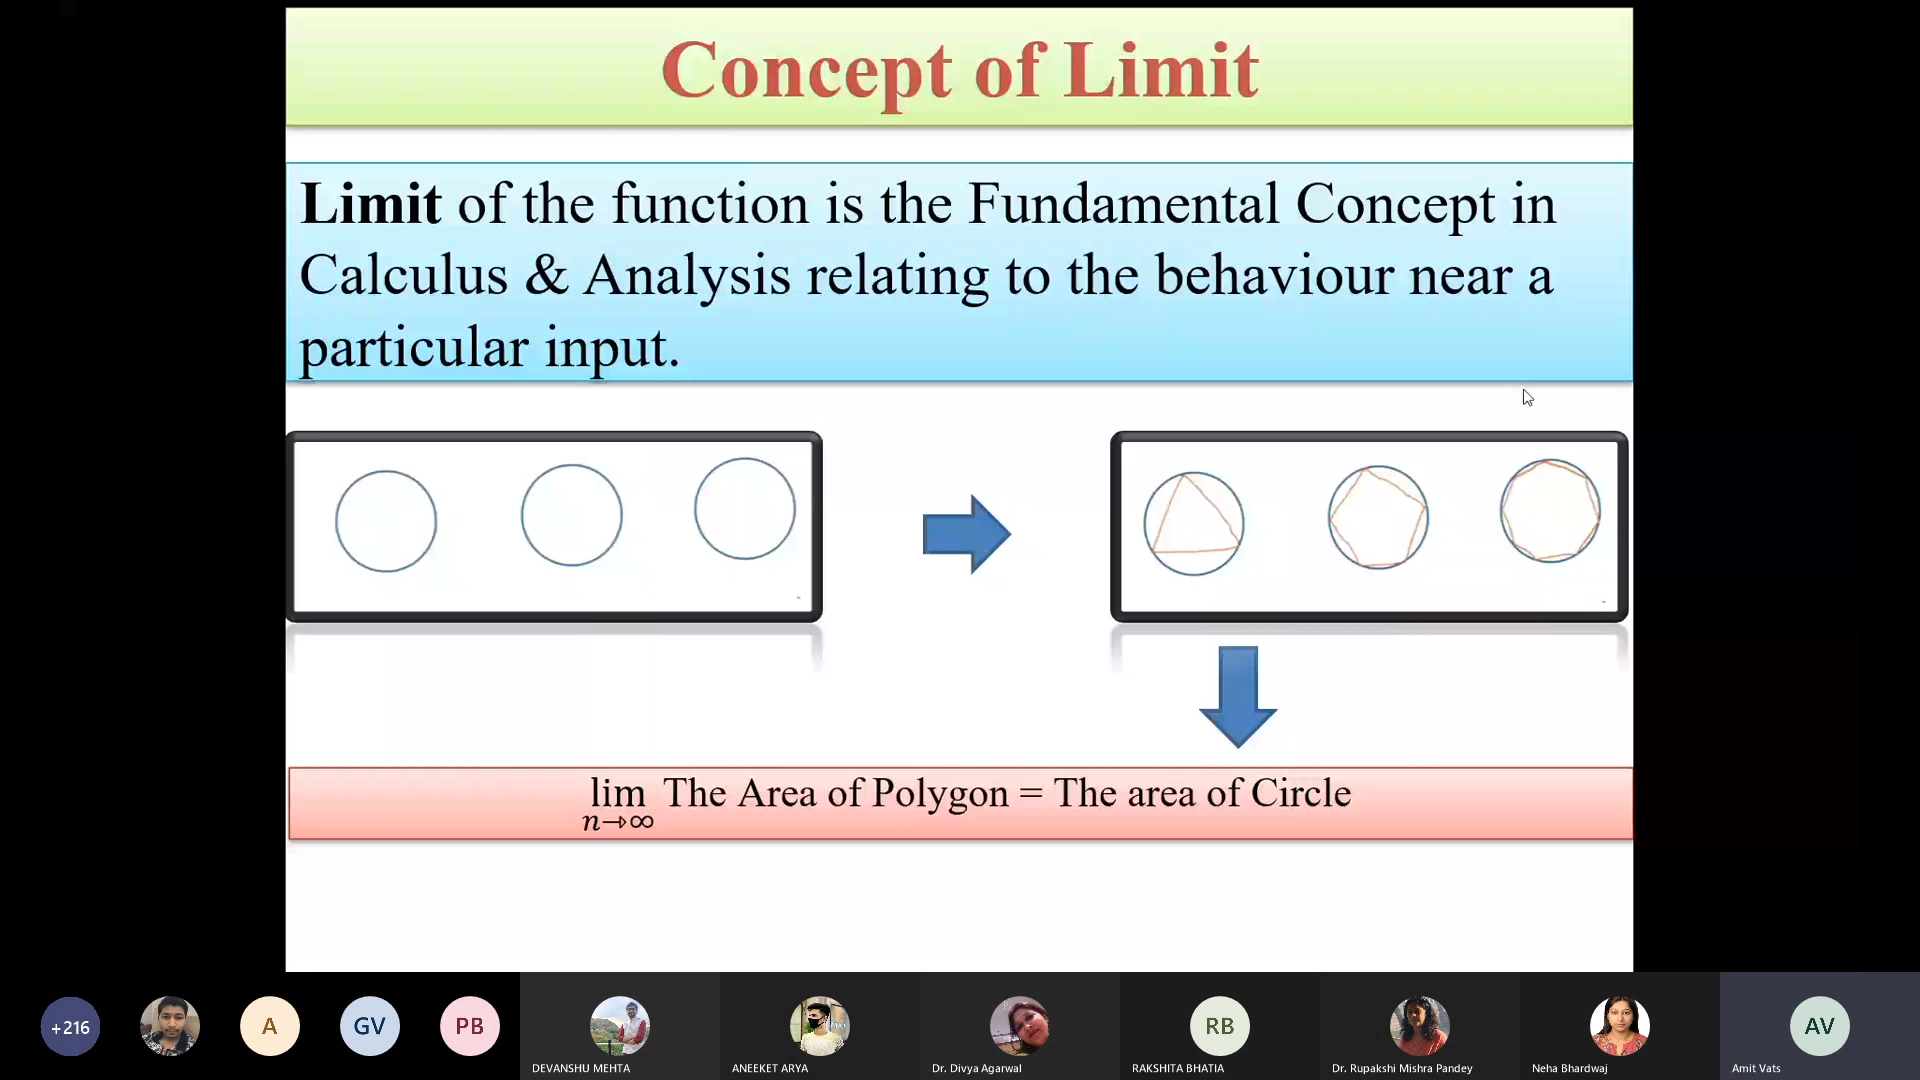 Concept of Limit
Limit of the function is the Fundamental Concept in
Calculus & Analysis relating to the behaviour near a
particular input.
lim The Area of Polygon = The area of Circle
n→∞
+216
A
GV
PB
RB
AV
DEVANSHU MEHTA
ANEEKET ARYA
Dr. Divya Agarwal
RAKSHITA BHATIA
Dr. Rupakshi Mishra Pandey
Neha Bhardwaj
Amit Vats